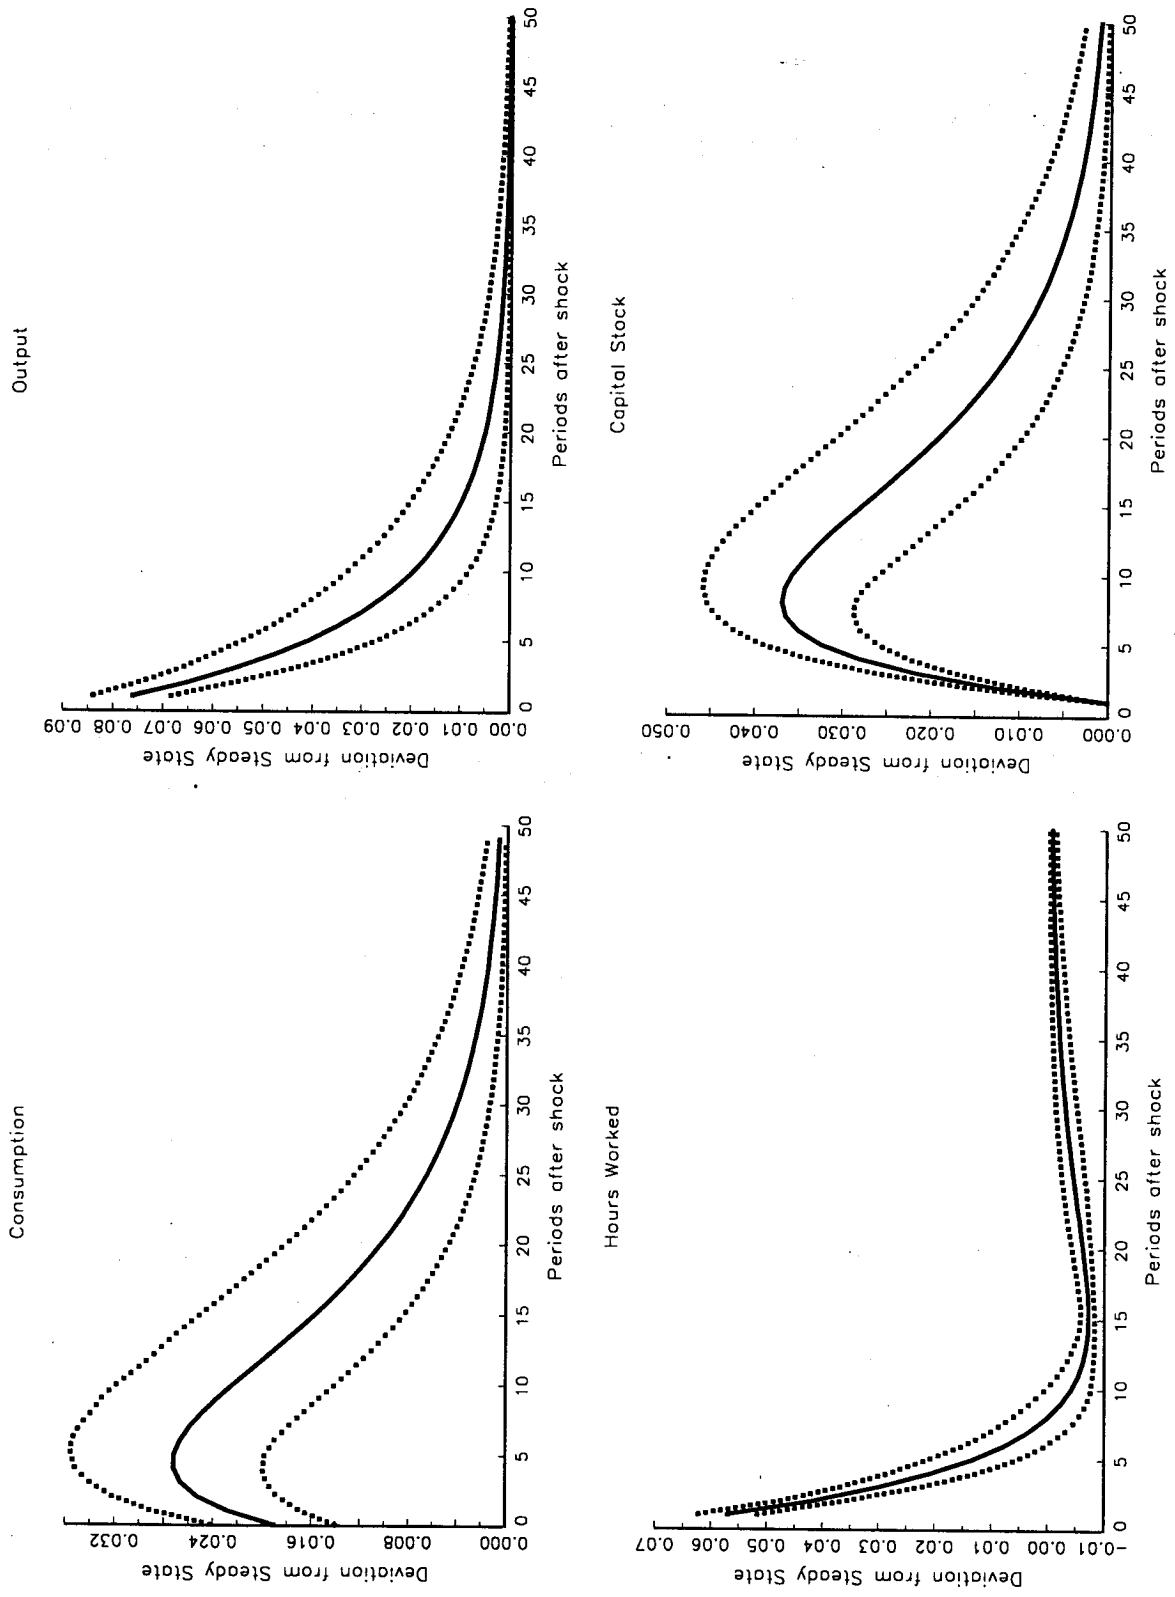 Consumption
Deviation from Steady State
0.032
0.024
0.016
0.008
0.000
0 5 10 15 20 25 30 35 40 45 50
Periods after shock
Output
Deviation from Steady State
0.09
0.08
0.07
0.06
0.05
0.04
0.03
0.02
0.01
0.00
0 5 10 15 20 25 30 35 40 45 50
Periods after shock
Hours Worked
Deviation from Steady State
0.07
0.06
0.05
0.04
0.03
0.02
0.01
0.00
-0.01
0 5 10 15 20 25 30 35 40 45 50
Periods after shock
Capital Stock
Deviation from Steady State
0.050
0.040
0.030
0.020
0.010
0.000
0 5 10 15 20 25 30 35 40 45 50
Periods after shock